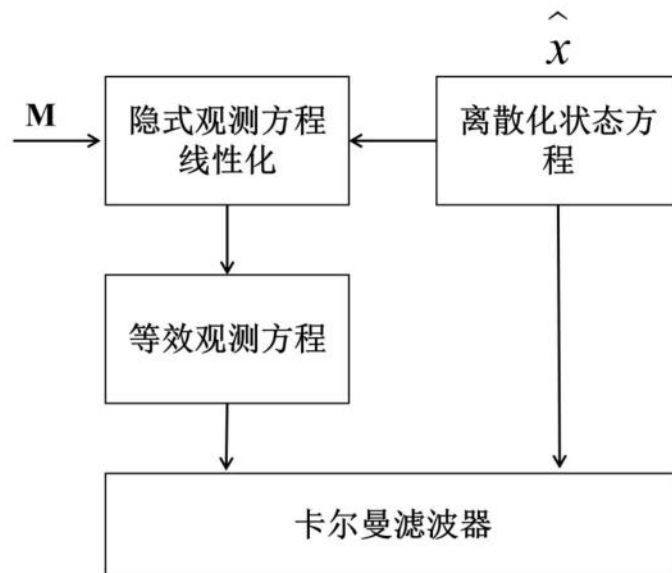 x̂
M
隐式观测方程
线性化
离散化状态方
程
等效观测方程
卡尔曼滤波器